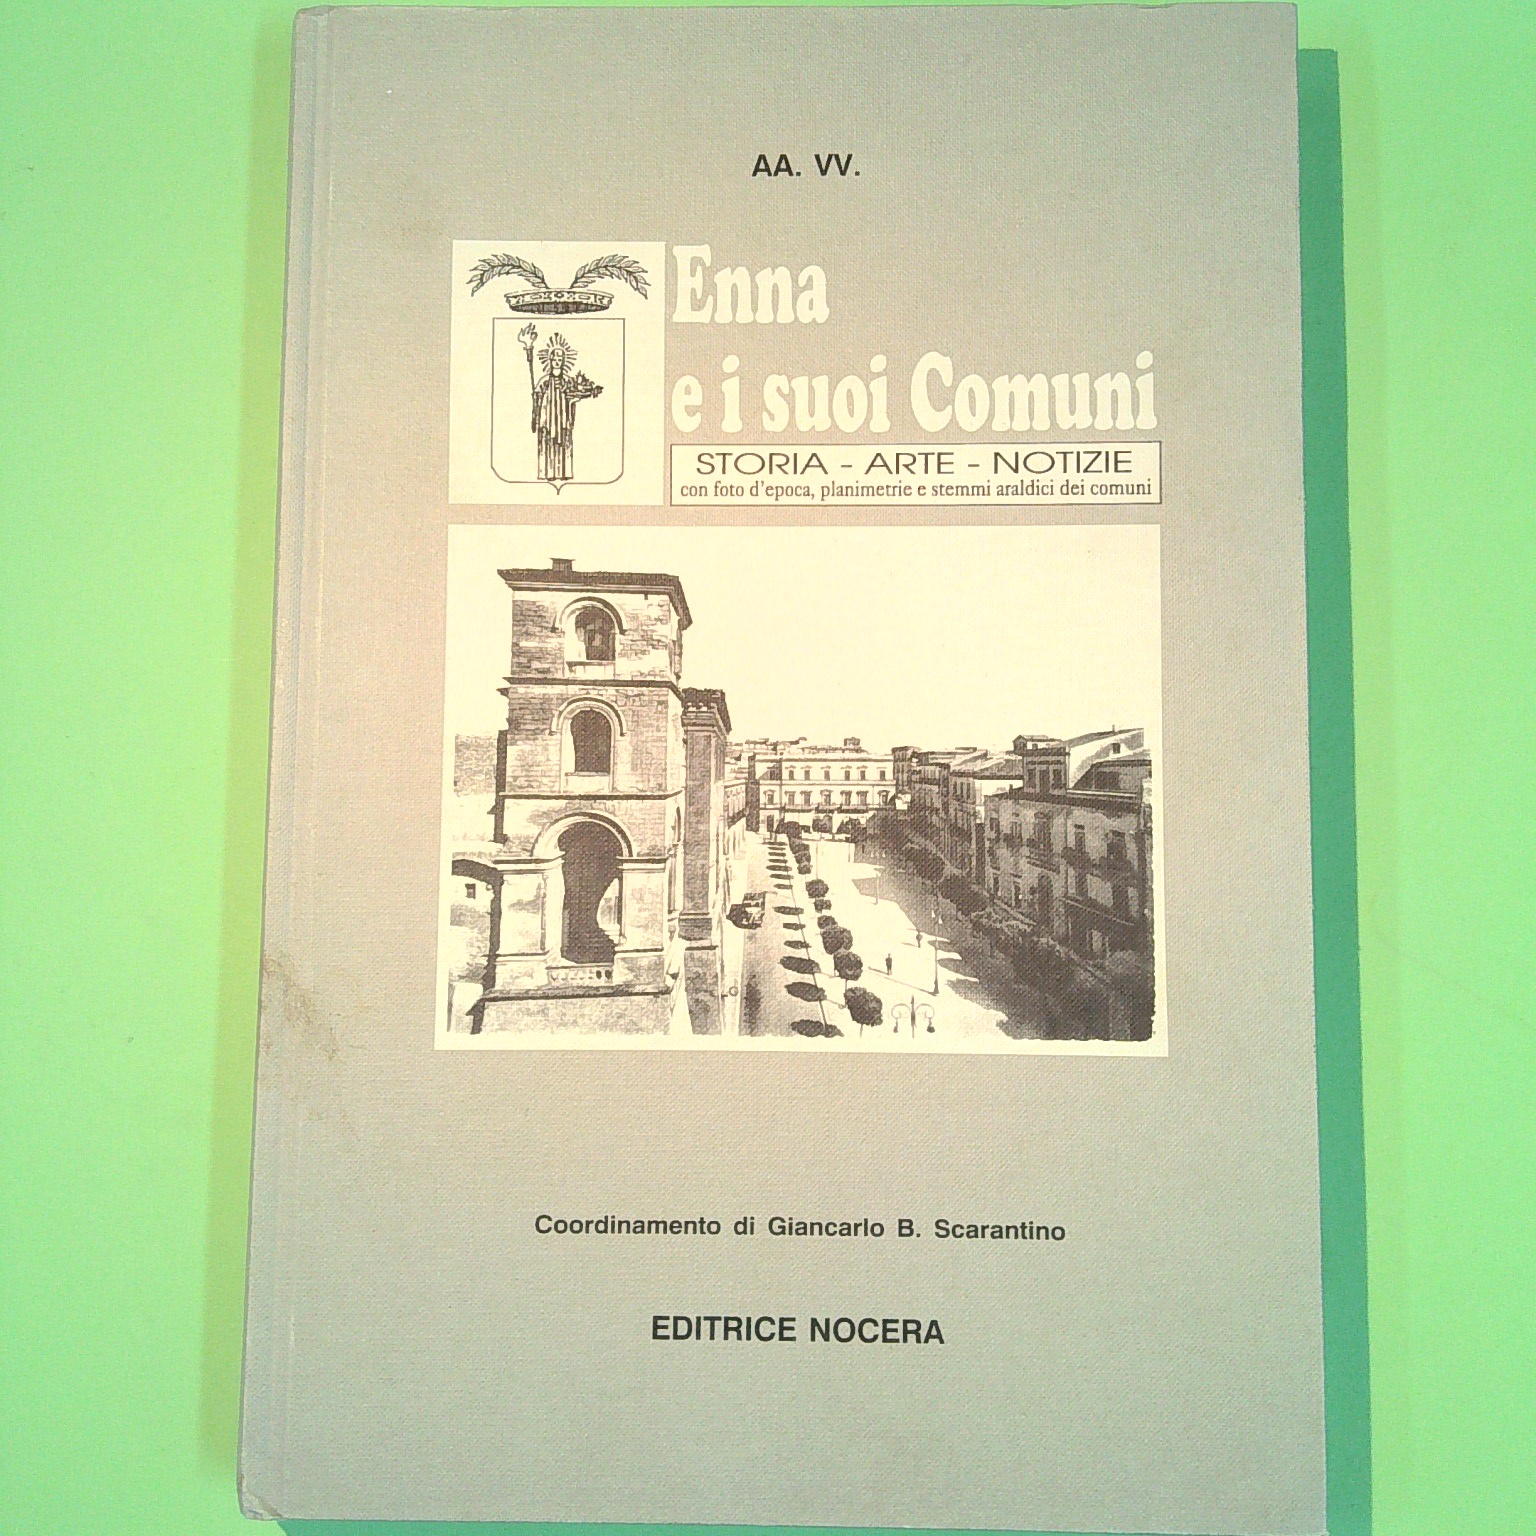 AA. VV.
Enna
e i suoi Comuni
STORIA - ARTE - NOTIZIE
con foto d'epoca, planimetrie e stemmi araldici dei comuni
Coordinamento di Giancarlo B. Scarantino
EDITRICE NOCERA